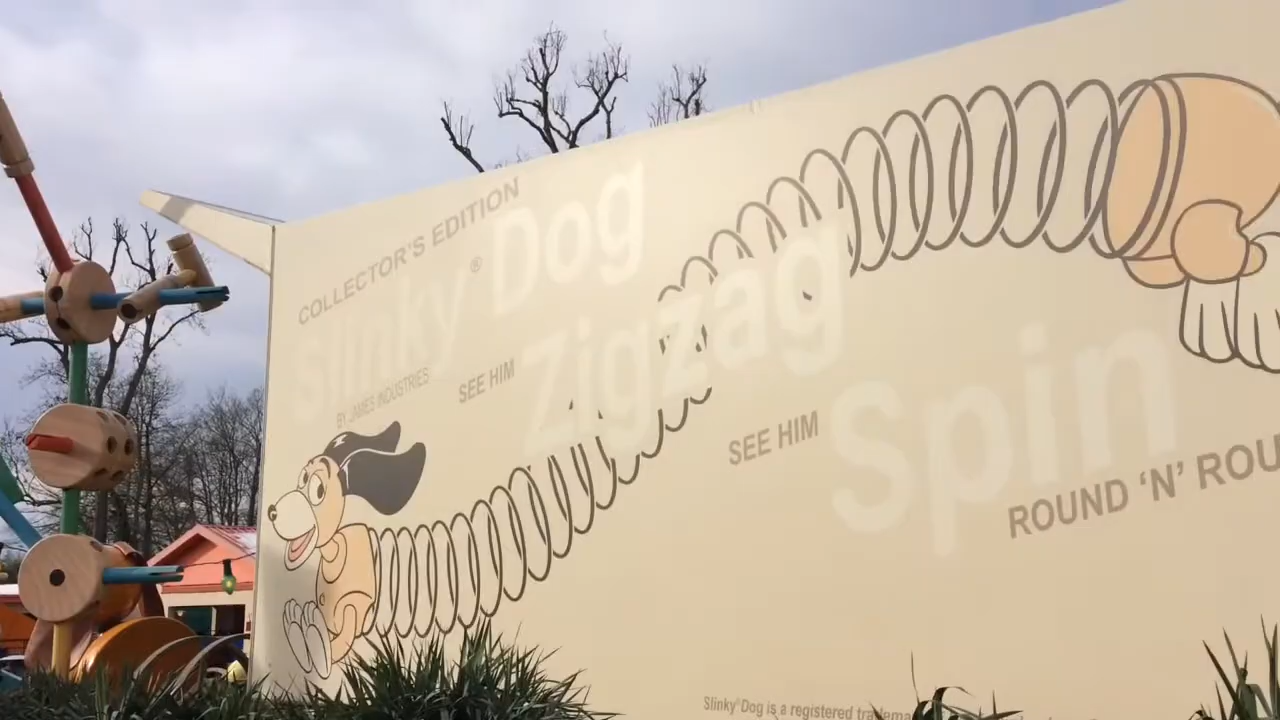 COLLECTOR'S EDITION
Slinky® Dog
BY JAMES INDUSTRIES
SEE HIM
Zigzag
SEE HIM
Spin
ROUND 'N' ROU
Slinky® Dog is a registered tradema